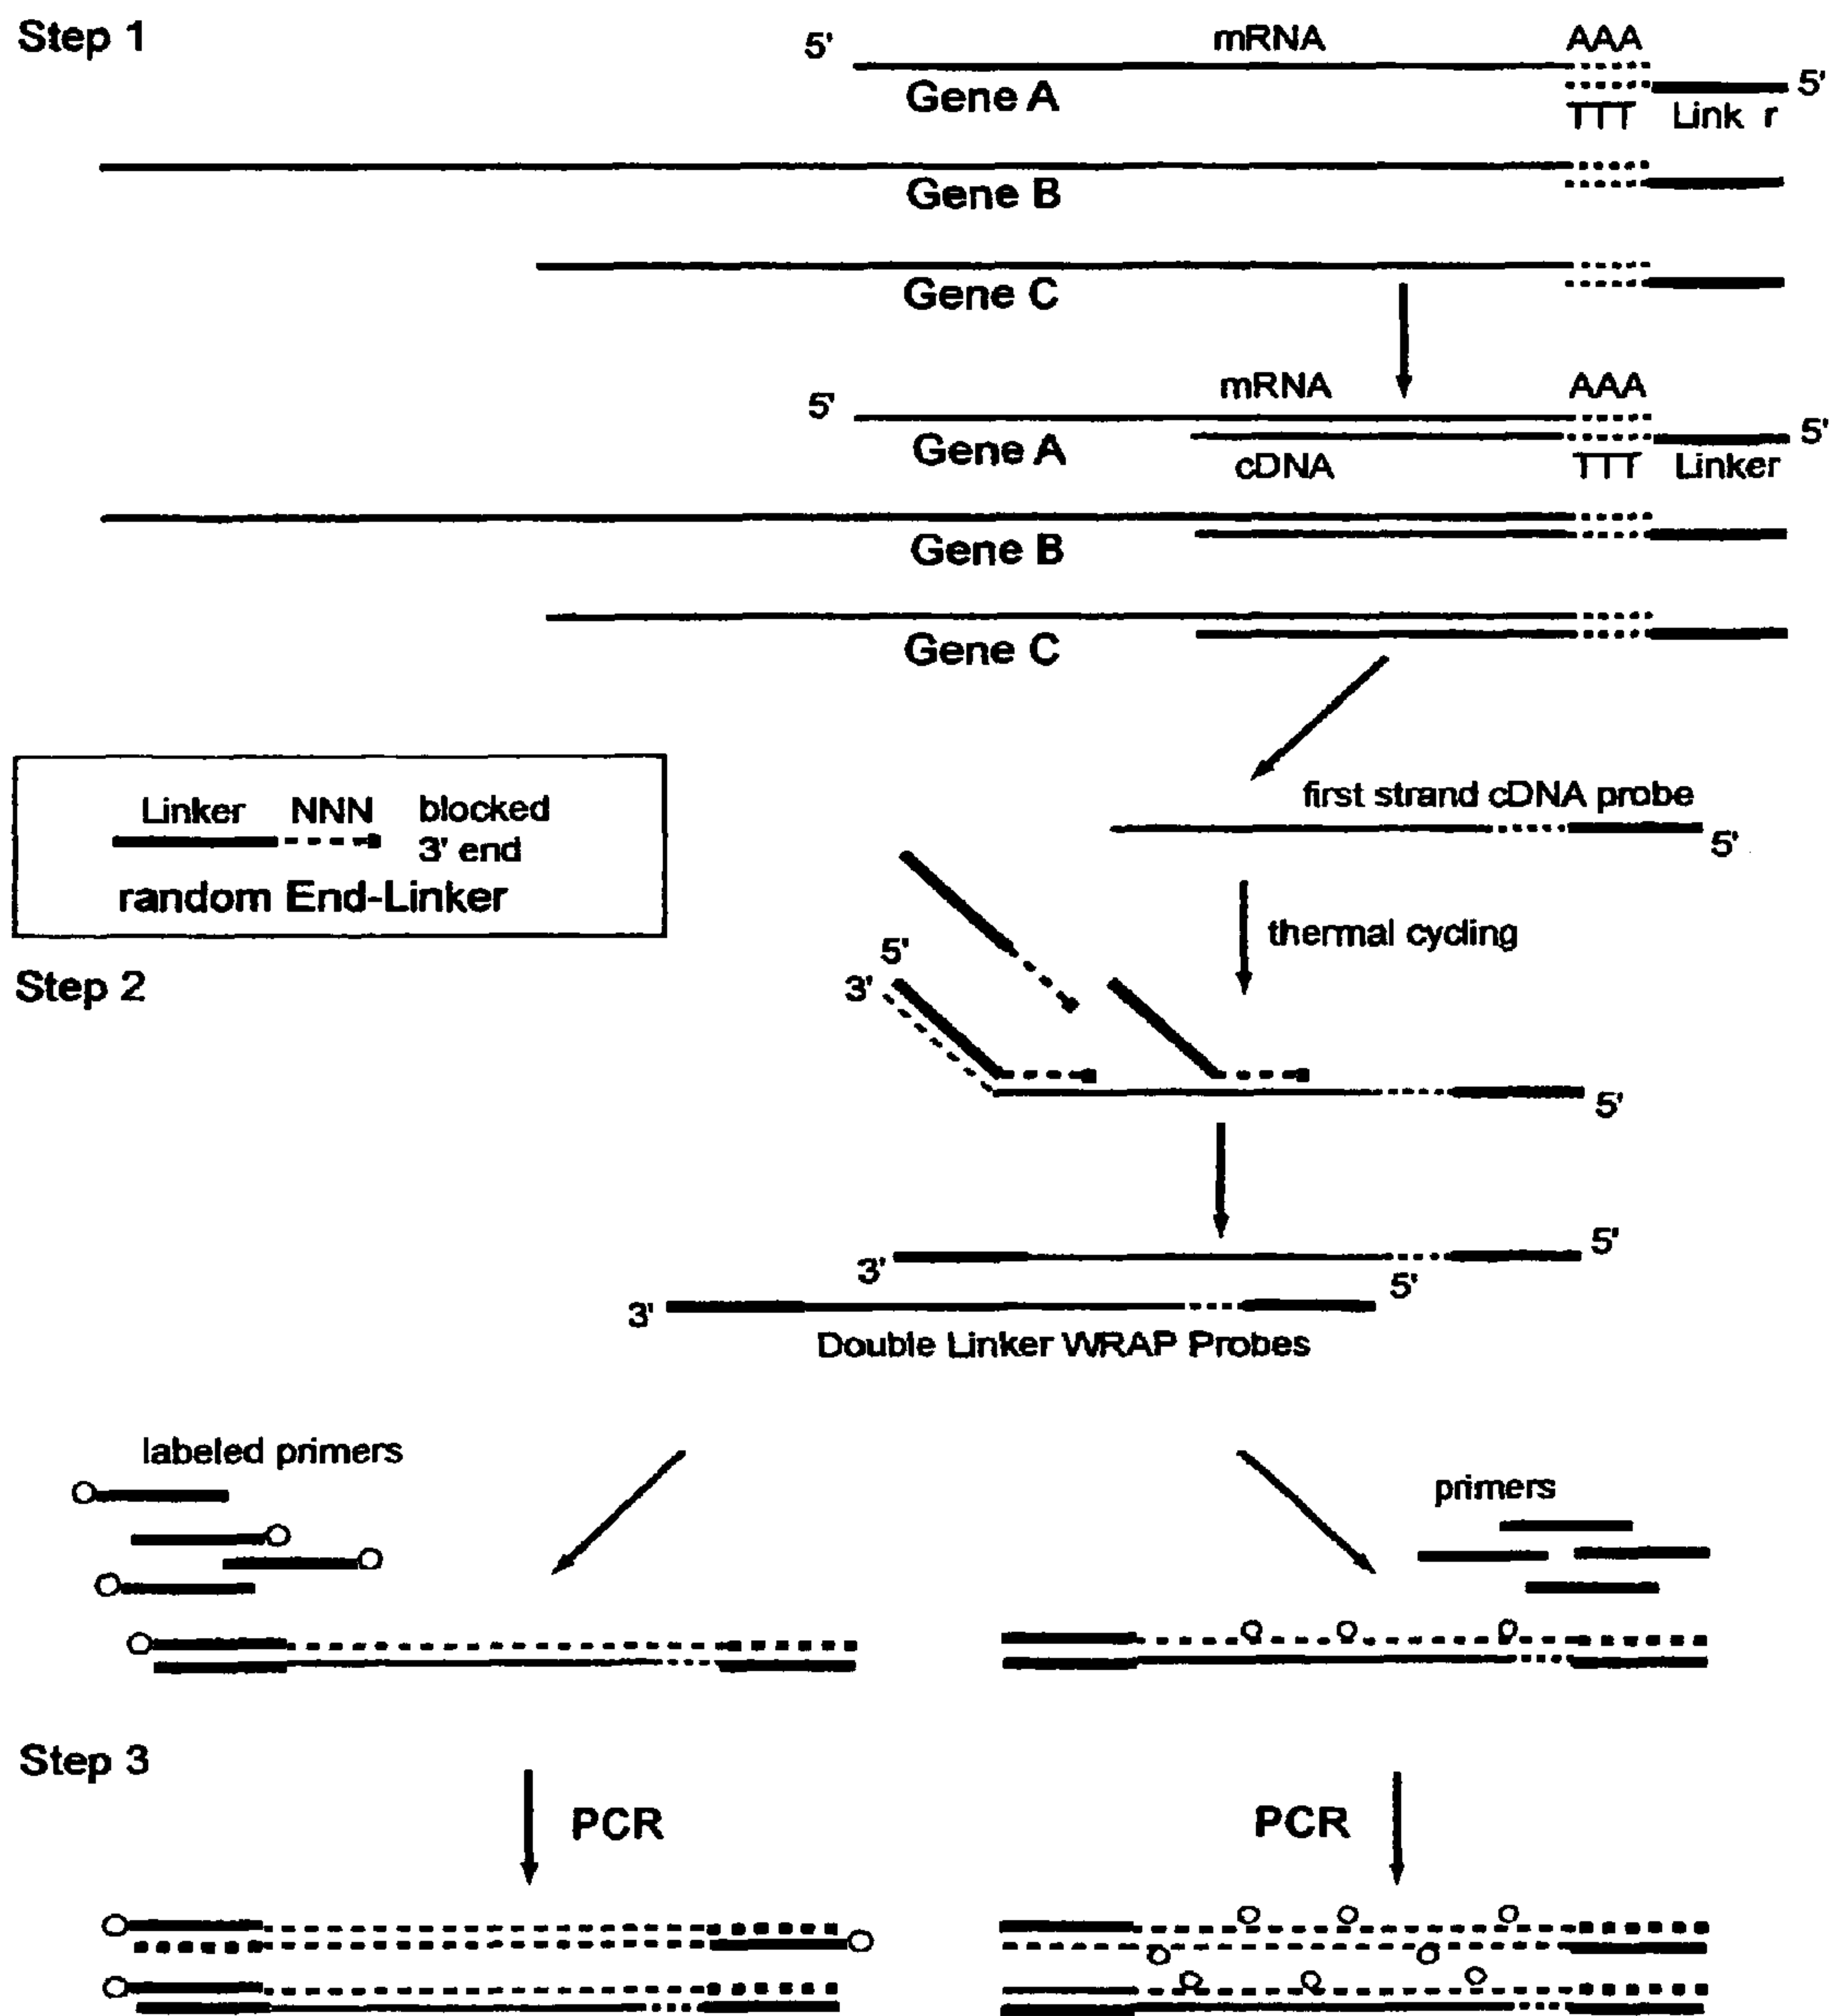 Step 1
5' mRNA AAA
Gene A 5'
TTT Link r
Gene B
Gene C
mRNA AAA
5' 5'
Gene A cDNA TTT Linker
Gene B
Gene C
Linker NNN blocked
3' end
random End-Linker
first strand cDNA probe
5'
thermal cycling
Step 2
5'
3'
5'
5'
3' 5'
3'
Double Linker WRAP Probes
labeled primers
primers
Step 3
PCR PCR